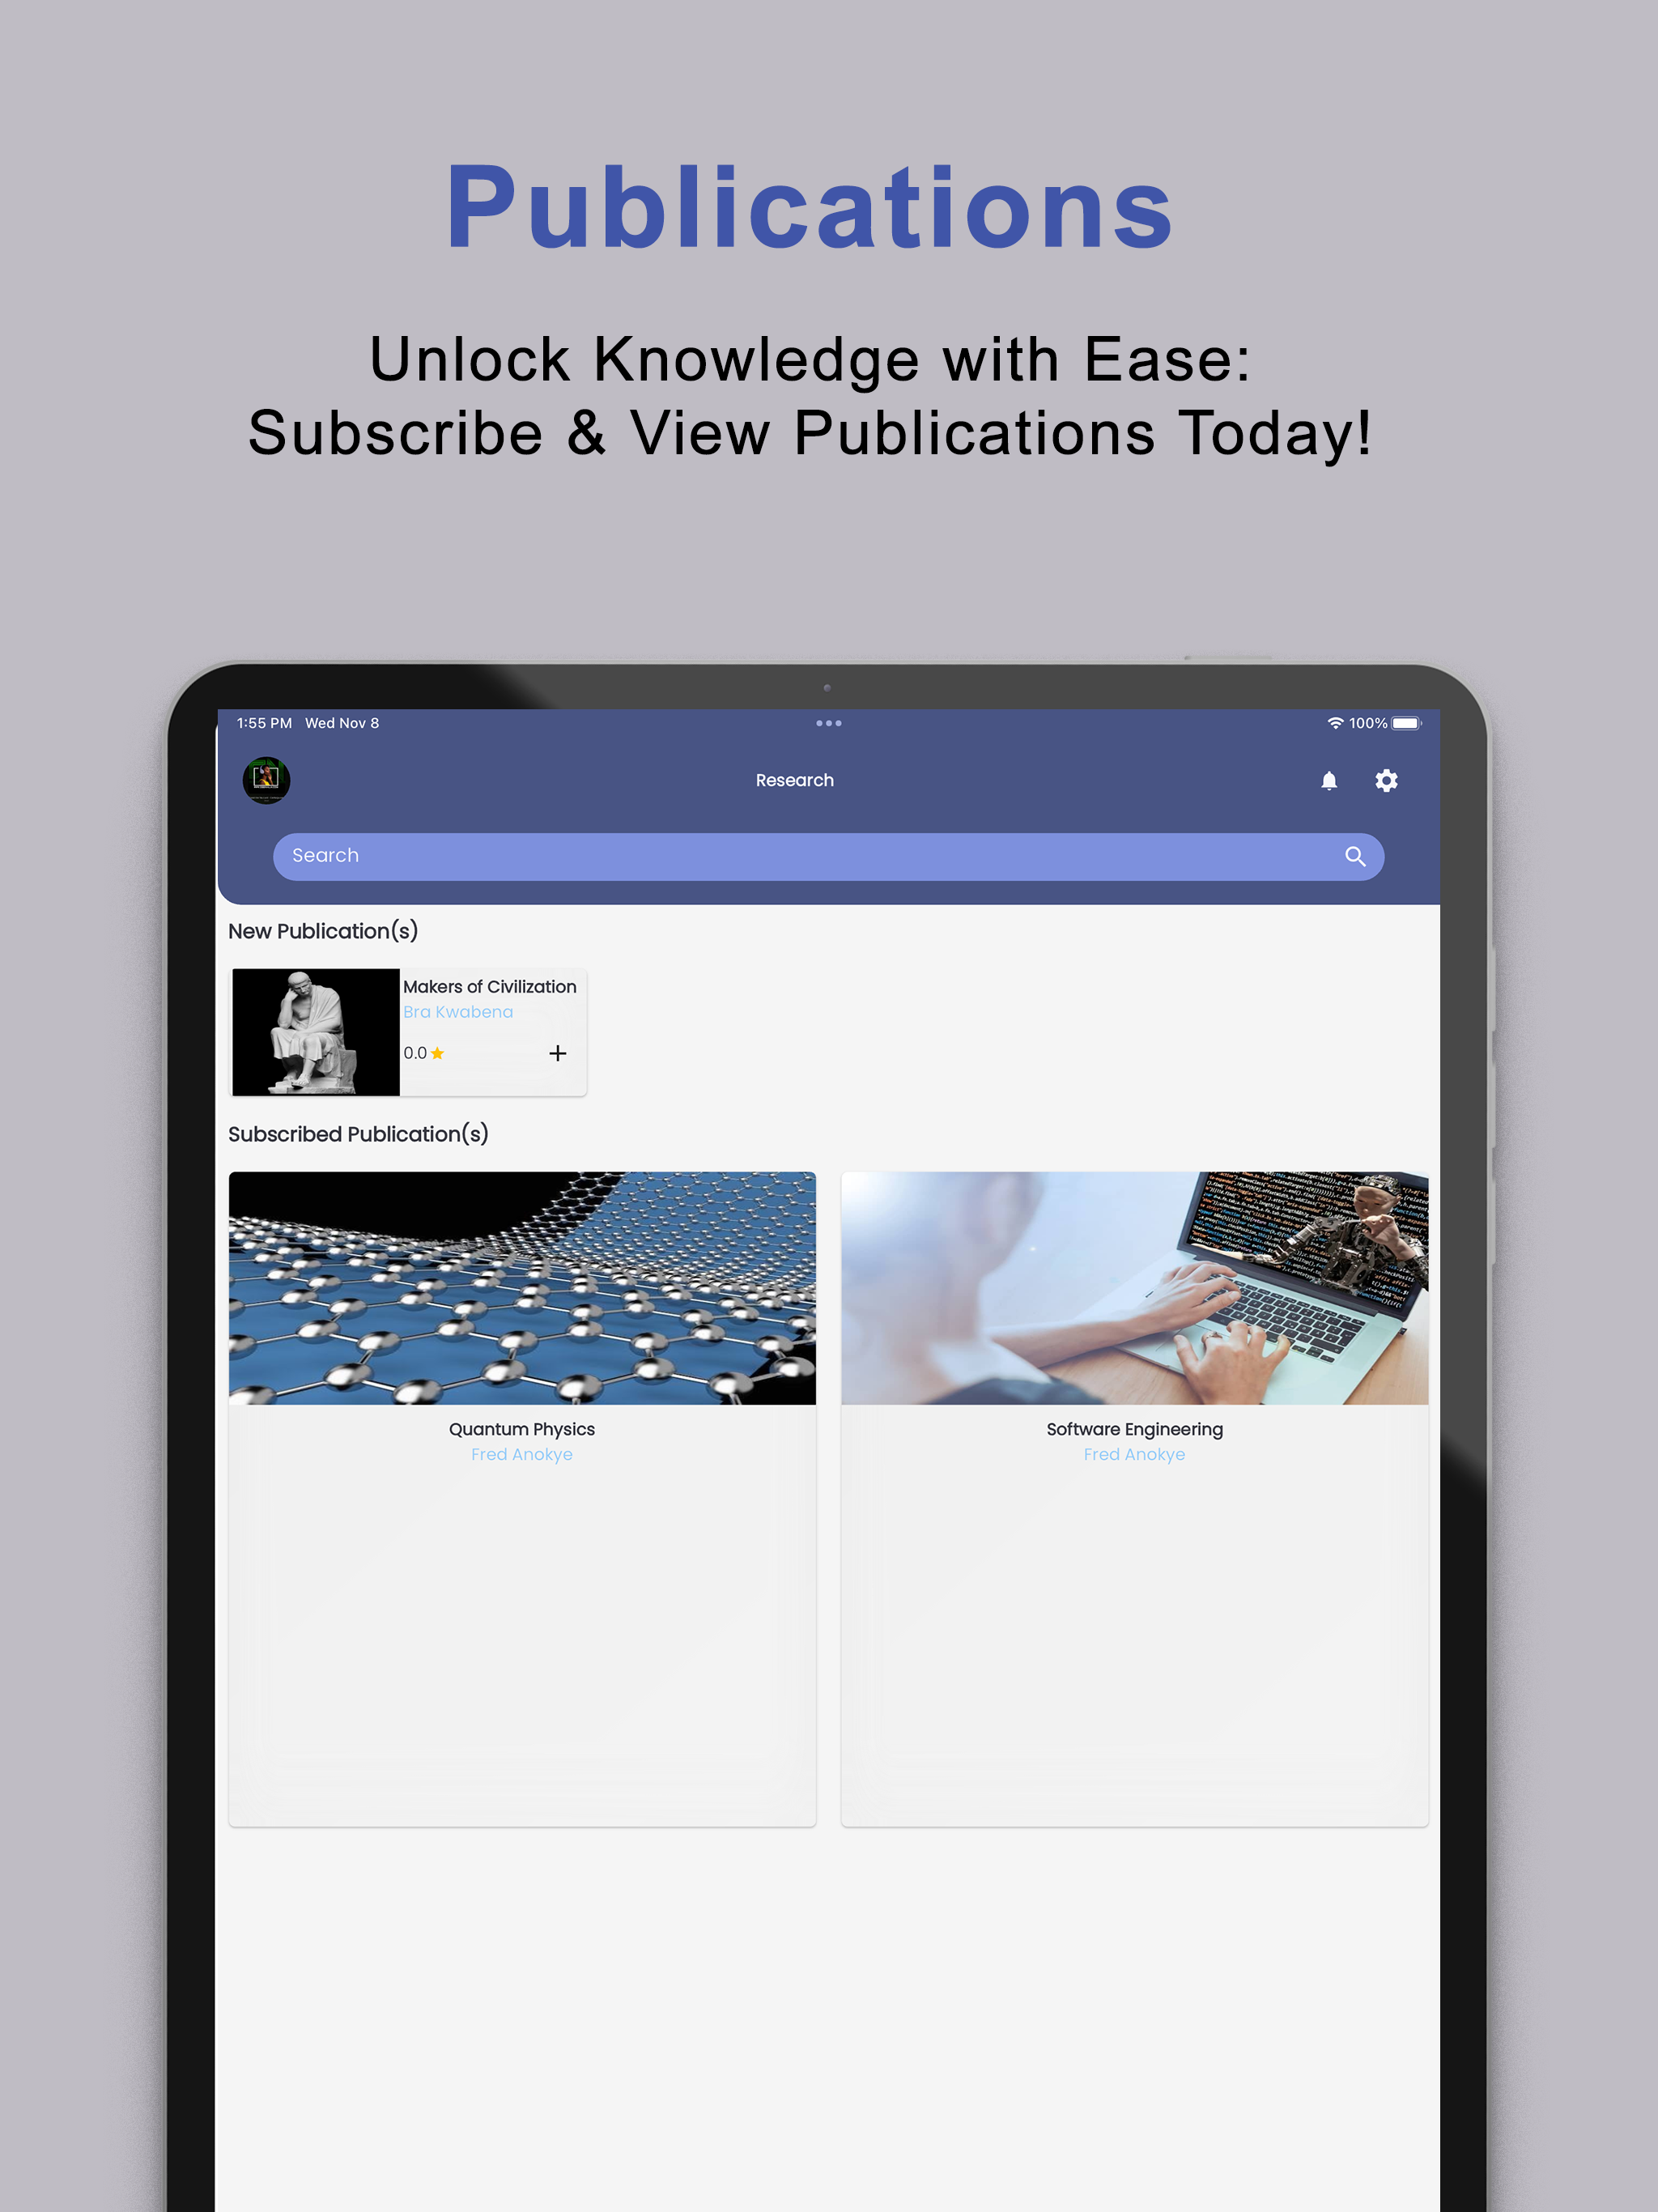 Publications
Unlock Knowledge with Ease:
Subscribe & View Publications Today!
1:55 PM Wed Nov 8
100%
Research
Search
New Publication(s)
Makers of Civilization
Bra Kwabena
0.0
Subscribed Publication(s)
Quantum Physics
Fred Anokye
Software Engineering
Fred Anokye